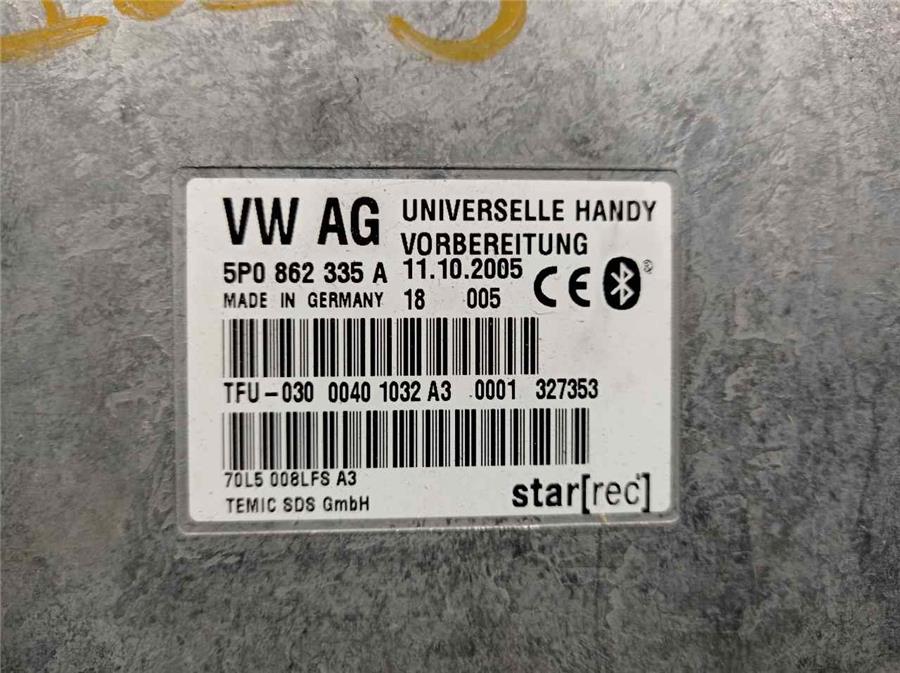 VW AG
UNIVERSELLE HANDY
VORBEREITUNG
5P0 862 335 A 11.10.2005
MADE IN GERMANY 18 005
CE
TFU-030 0040 1032 A3 0001 327353
70L5 008LFS A3
TEMIC SDS GmbH
star[rec]